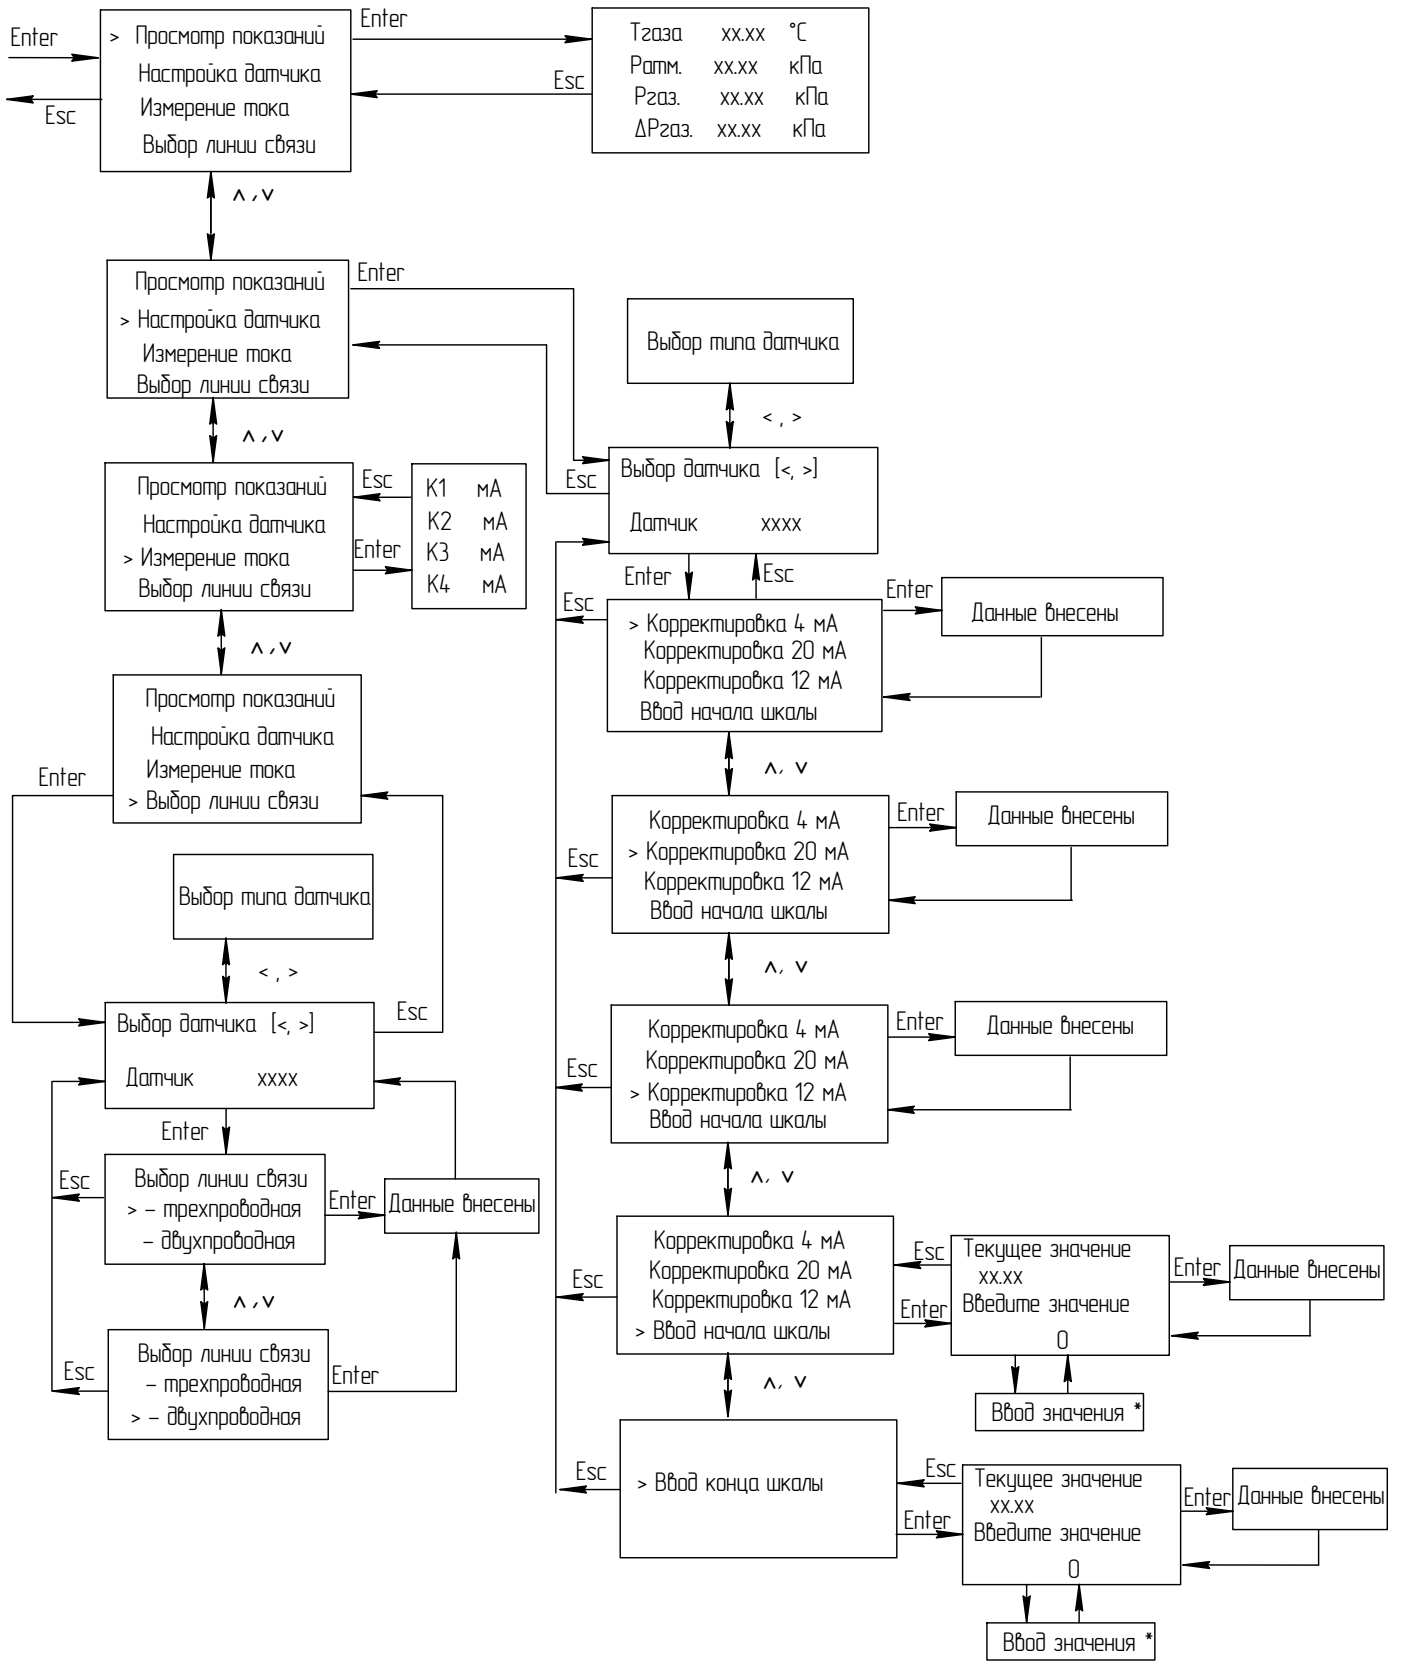 Enter
Esc
> Просмотр показаний
Настройка датчика
Измерение тока
Выбор линии связи
Enter
Esc
Тгаза xx.xx °С
Ратм. xx.xx кПа
Ргаз. xx.xx кПа
ΔРгаз. xx.xx кПа
∧,∨
Просмотр показаний
> Настройка датчика
Измерение тока
Выбор линии связи
Enter
Esc
∧,∨
Просмотр показаний
Настройка датчика
> Измерение тока
Выбор линии связи
Esc
Enter
К1 мА
К2 мА
К3 мА
К4 мА
∧,∨
Просмотр показаний
Настройка датчика
Измерение тока
> Выбор линии связи
Enter
Выбор типа датчика
< , >
Выбор датчика [<, >]
Датчик xxxx
Esc
Enter
Выбор линии связи
> – трехпроводная
– двухпроводная
Esc
Enter
Данные внесены
∧,∨
Выбор линии связи
– трехпроводная
> – двухпроводная
Esc
Enter
Выбор типа датчика
< , >
Выбор датчика [<, >]
Датчик xxxx
Enter
Esc
Esc
> Корректировка 4 мА
Корректировка 20 мА
Корректировка 12 мА
Ввод начала шкалы
Enter
Данные внесены
∧, ∨
Esc
Корректировка 4 мА
> Корректировка 20 мА
Корректировка 12 мА
Ввод начала шкалы
Enter
Данные внесены
∧, ∨
Esc
Корректировка 4 мА
Корректировка 20 мА
> Корректировка 12 мА
Ввод начала шкалы
Enter
Данные внесены
∧, ∨
Esc
Корректировка 4 мА
Корректировка 20 мА
Корректировка 12 мА
> Ввод начала шкалы
Esc
Enter
Текущее значение
xx.xx
Введите значение
0
Enter
Данные внесены
Ввод значения *
∧, ∨
Esc
> Ввод конца шкалы
Esc
Enter
Текущее значение
xx.xx
Введите значение
0
Enter
Данные внесены
Ввод значения *